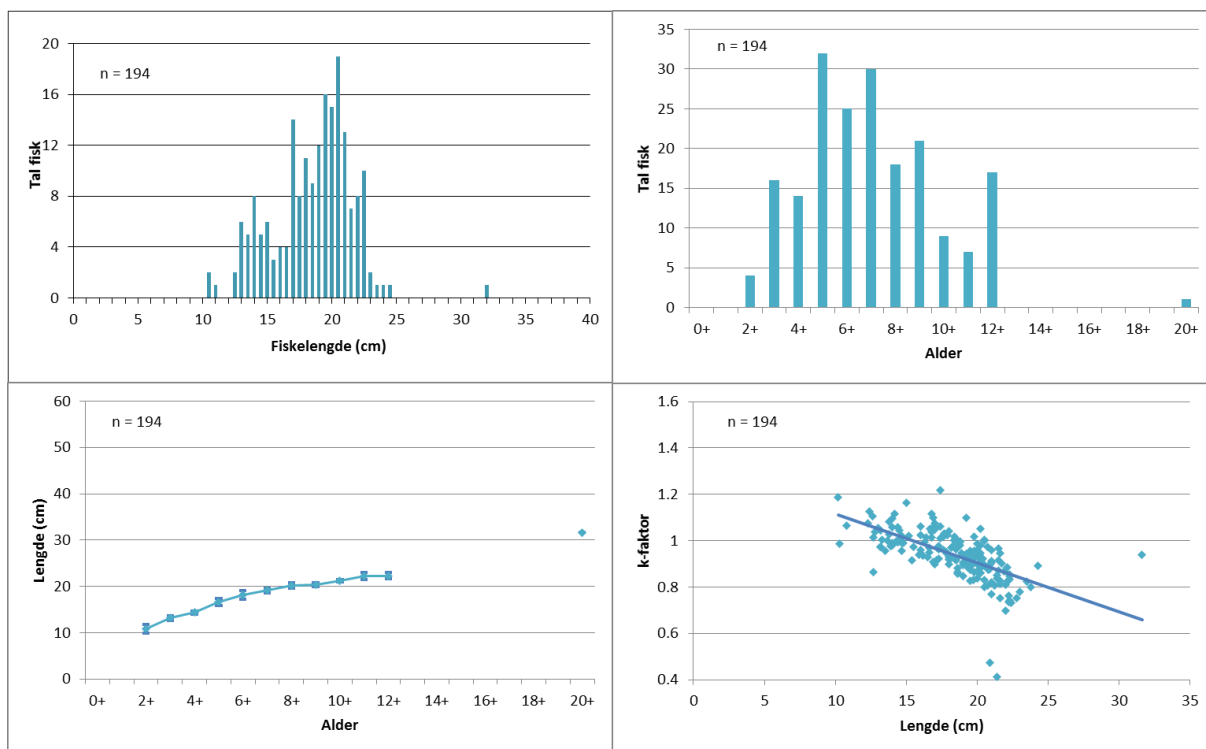 20
16
12
8
4
0
Tal fisk
n = 194
0 5 10 15 20 25 30 35 40
Fiskelengde (cm)
35
30
25
20
15
10
5
0
Tal fisk
n = 194
0+ 2+ 4+ 6+ 8+ 10+ 12+ 14+ 16+ 18+ 20+
Alder
60
50
40
30
20
10
0
Lengde (cm)
n = 194
0+ 2+ 4+ 6+ 8+ 10+ 12+ 14+ 16+ 18+ 20+
Alder
1.6
1.4
1.2
1
0.8
0.6
0.4
k-faktor
n = 194
0 5 10 15 20 25 30 35
Lengde (cm)